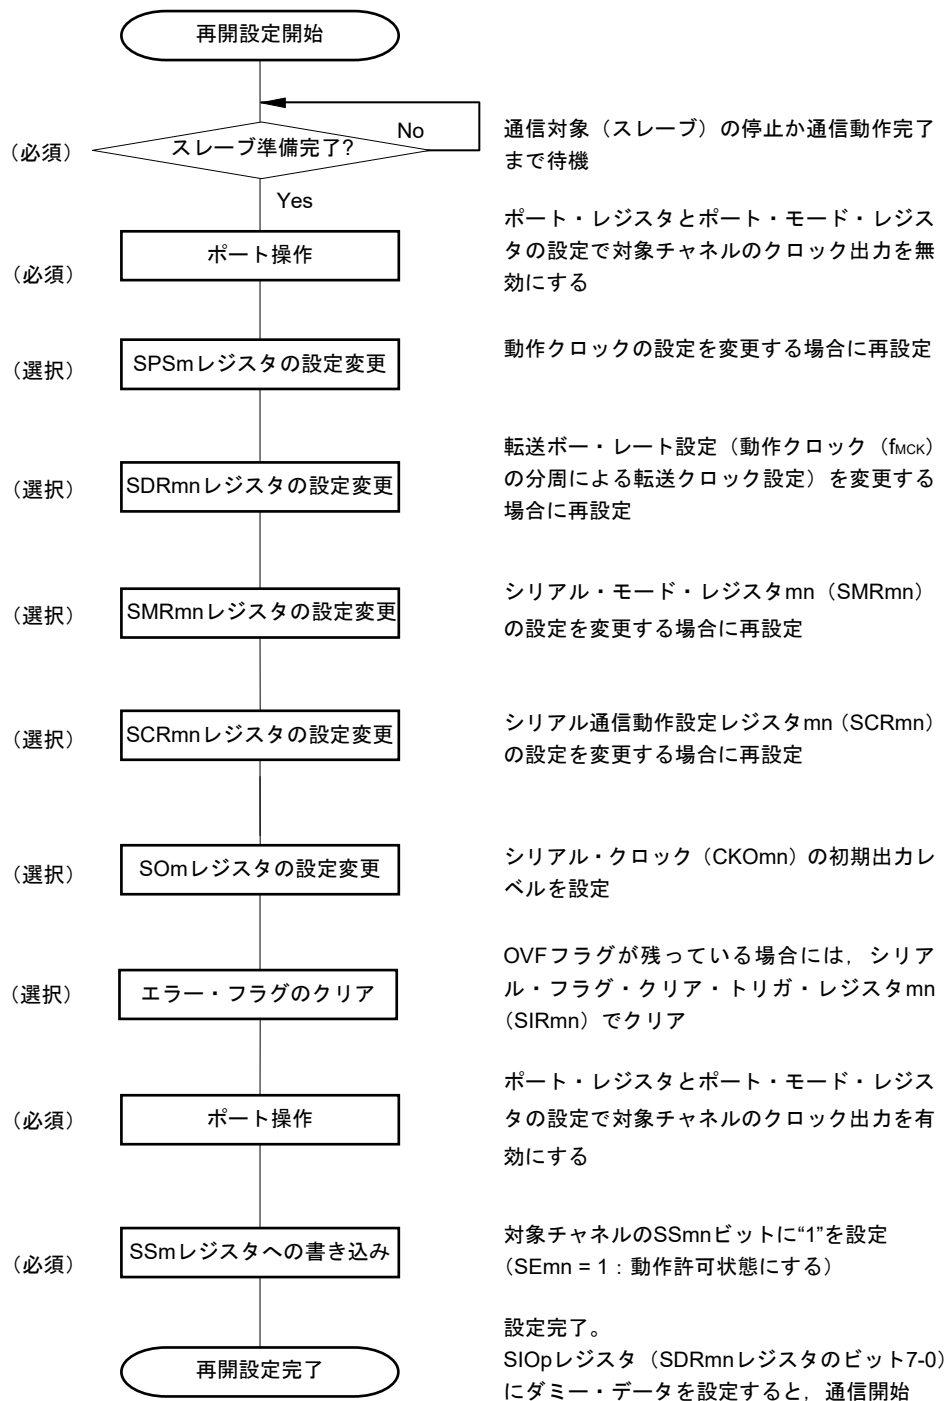 再開設定開始
（必須）
スレーブ準備完了?
No
通信対象（スレーブ）の停止か通信動作完了
まで待機
Yes
（必須）
ポート操作
ポート・レジスタとポート・モード・レジス
タの設定で対象チャネルのクロック出力を無
効にする
（選択）
SPSmレジスタの設定変更
動作クロックの設定を変更する場合に再設定
（選択）
SDRmnレジスタの設定変更
転送ボー・レート設定（動作クロック（fMCK）
の分周による転送クロック設定）を変更する
場合に再設定
（選択）
SMRmnレジスタの設定変更
シリアル・モード・レジスタmn（SMRmn）
の設定を変更する場合に再設定
（選択）
SCRmnレジスタの設定変更
シリアル通信動作設定レジスタmn（SCRmn）
の設定を変更する場合に再設定
（選択）
SOmレジスタの設定変更
シリアル・クロック（CKOmn）の初期出力レ
ベルを設定
（選択）
エラー・フラグのクリア
OVFフラグが残っている場合には，シリア
ル・フラグ・クリア・トリガ・レジスタmn
（SIRmn）でクリア
（必須）
ポート操作
ポート・レジスタとポート・モード・レジス
タの設定で対象チャネルのクロック出力を有
効にする
（必須）
SSmレジスタへの書き込み
対象チャネルのSSmnビットに“1”を設定
（SEmn = 1：動作許可状態にする）
再開設定完了
設定完了。
SIOpレジスタ（SDRmnレジスタのビット7-0）
にダミー・データを設定すると，通信開始